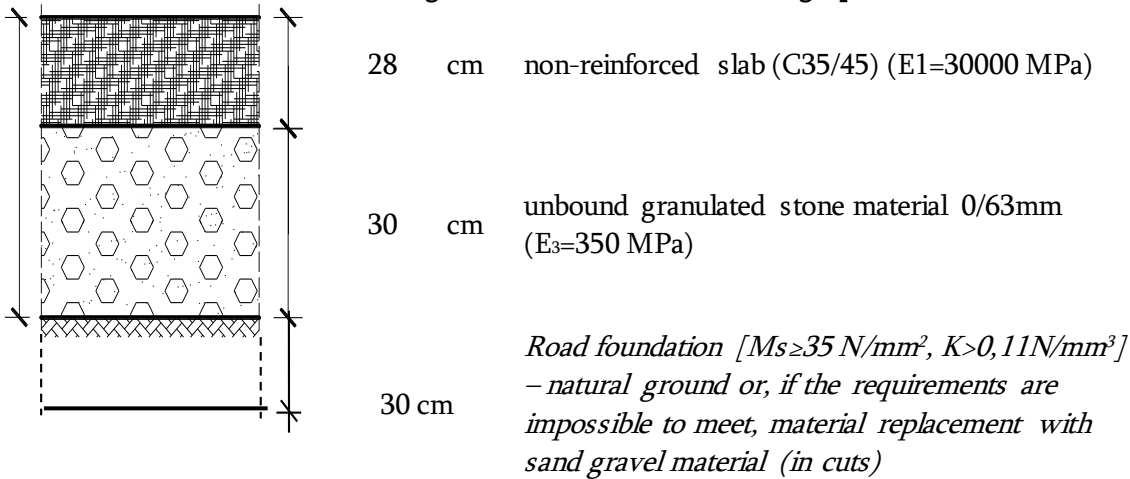 28 cm non-reinforced slab (C35/45) (E1=30000 MPa)
30 cm unbound granulated stone material 0/63mm
(E₃=350 MPa)
Road foundation [Ms≥35 N/mm², K>0,11N/mm³]
– natural ground or, if the requirements are
30 cm
impossible to meet, material replacement with
sand gravel material (in cuts)